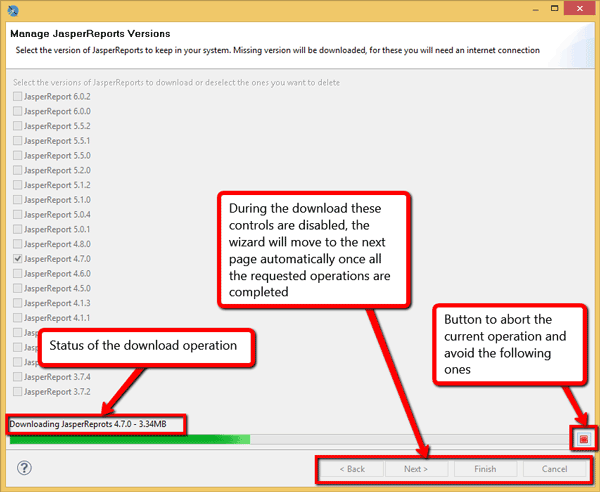 Manage JasperReports Versions
Select the version of JasperReports to keep in your system. Missing version will be downloaded, for these you will need an internet connection
Select the versions of JasperReports to download or deselect the ones you want to delete
JasperReport 6.0.2
JasperReport 6.0.0
JasperReport 5.5.2
JasperReport 5.5.1
JasperReport 5.5.0
JasperReport 5.2.0
JasperReport 5.1.2
JasperReport 5.1.0
JasperReport 5.0.4
JasperReport 5.0.1
JasperReport 4.8.0
JasperReport 4.7.0
JasperReport 4.6.0
JasperReport 4.5.0
JasperReport 4.1.3
JasperReport 4.1.1
JasperReport 3.7.4
JasperReport 3.7.2
During the download these
controls are disabled, the
wizard will move to the next
page automatically once all
the requested operations are
completed
Status of the download operation
Button to abort the
current operation and
avoid the following
ones
Downloading JasperReprots 4.7.0 - 3.34MB
?
< Back
Next >
Finish
Cancel